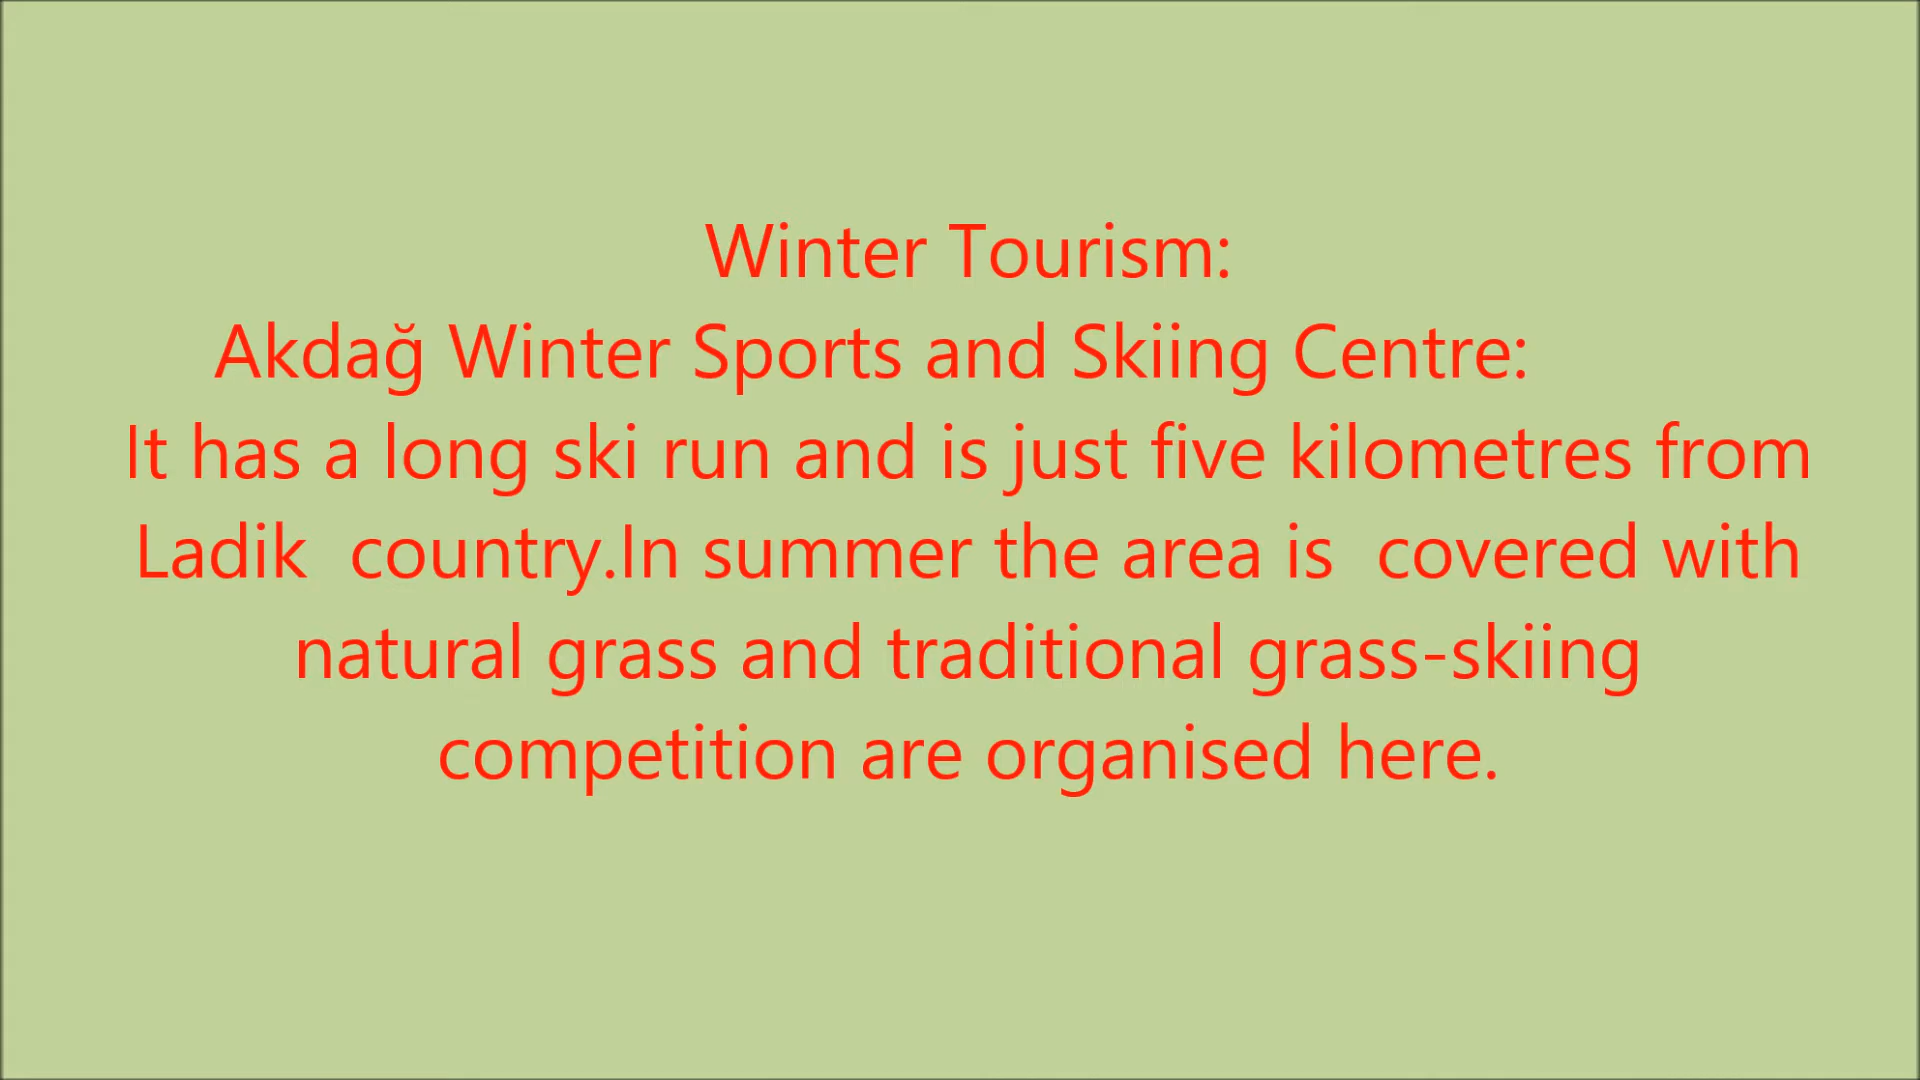 Winter Tourism:
Akdağ Winter Sports and Skiing Centre:
It has a long ski run and is just five kilometres from
Ladik  country.In summer the area is  covered with
natural grass and traditional grass-skiing
competition are organised here.